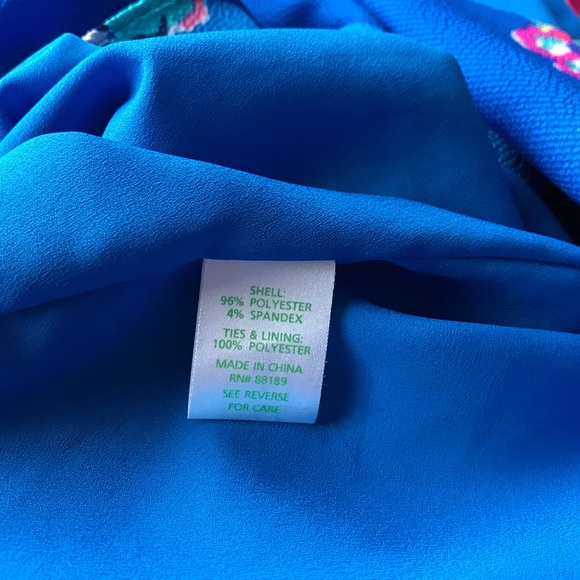 SHELL:
96% POLYESTER
4% SPANDEX
TIES & LINING:
100% POLYESTER
MADE IN CHINA
RN# 88189
SEE REVERSE
FOR CARE